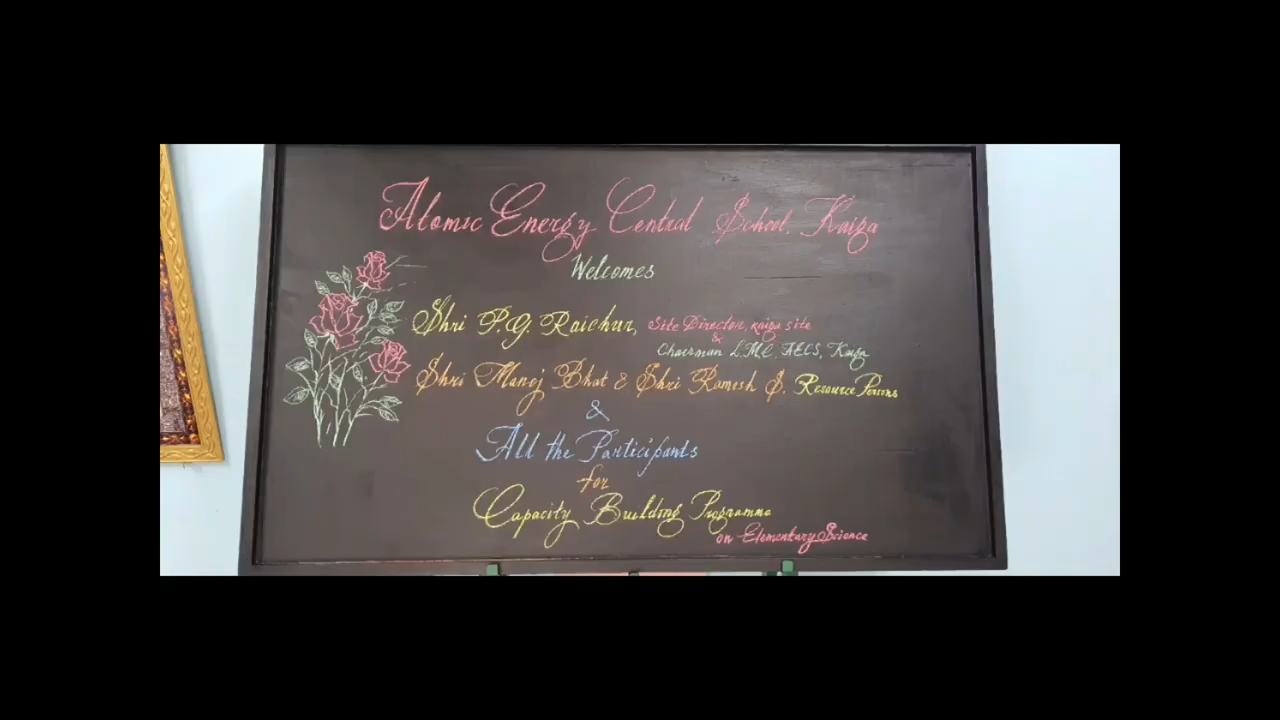 Atomic Energy Central School, Kaiga
Welcomes
Shri P.G. Raichur, Site Director, Kaiga site
&
Chairman L.M.C, AECS, Kaiga
Shri Manoj Bhat & Shri Ramesh S. Resource Persons
&
All the Participants
for
Capacity Building Programme
on Elementary Science